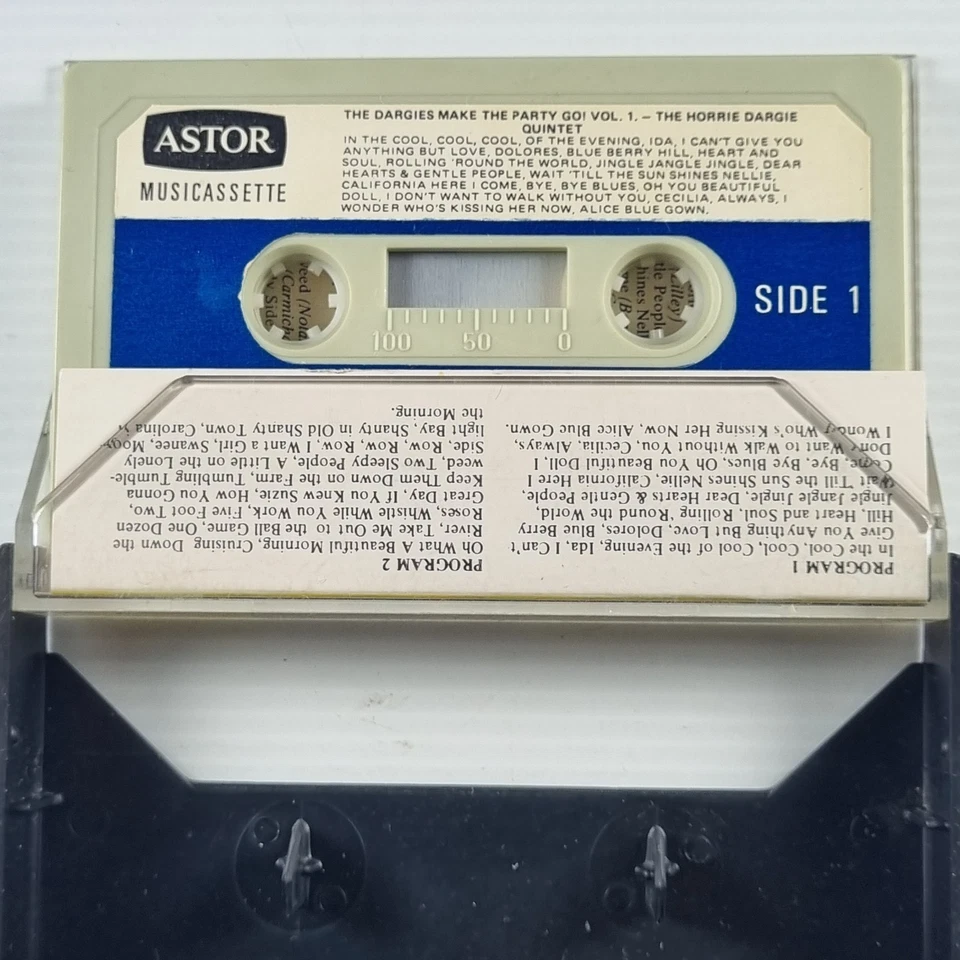 ASTOR
MUSICASSETTE
THE DARGIES MAKE THE PARTY GO! VOL. 1. – THE HORRIE DARGIE
QUINTET
IN THE COOL, COOL, COOL, OF THE EVENING, IDA, I CAN'T GIVE YOU
ANYTHING BUT LOVE, DOLORES, BLUE BERRY HILL, HEART AND
SOUL, ROLLING 'ROUND THE WORLD, JINGLE JANGLE JINGLE, DEAR
HEARTS & GENTLE PEOPLE, WAIT 'TILL THE SUN SHINES NELLIE,
CALIFORNIA HERE I COME, BYE, BYE BLUES, OH YOU BEAUTIFUL
DOLL, I DON'T WANT TO WALK WITHOUT YOU, CECILIA, ALWAYS, I
WONDER WHO'S KISSING HER NOW, ALICE BLUE GOWN.
SIDE 1
100 50 0
(Carmich
Side
tle People
hines Nell
PROGRAM 1
In the Cool, Cool, Cool of the Evening, Ida, I Can't
Give You Anything But Love, Dolores, Blue Berry
Hill, Heart and Soul, Rolling 'Round the World,
Jingle Jangle Jingle, Dear Hearts & Gentle People,
Wait 'Till the Sun Shines Nellie, California Here I
Come, Bye, Bye Blues, Oh You Beautiful Doll, I
Don't Want to Walk Without You, Cecilia, Always,
I Wonder Who's Kissing Her Now, Alice Blue Gown.
PROGRAM 2
Oh What A Beautiful Morning, Cruising Down the
River, Take Me Out to the Ball Game, One Dozen
Roses, Whistle While You Work, Five Foot Two,
Great Day, If You Knew Suzie, How You Gonna
Keep Them Down on the Farm, Tumbling Tumble-
weed, Two Sleepy People, A Little on the Lonely
Side, Row, Row, Row, I Want a Girl, Swanee, Moon-
light Bay, Shanty in Old Shanty Town, Carolina
the Morning.